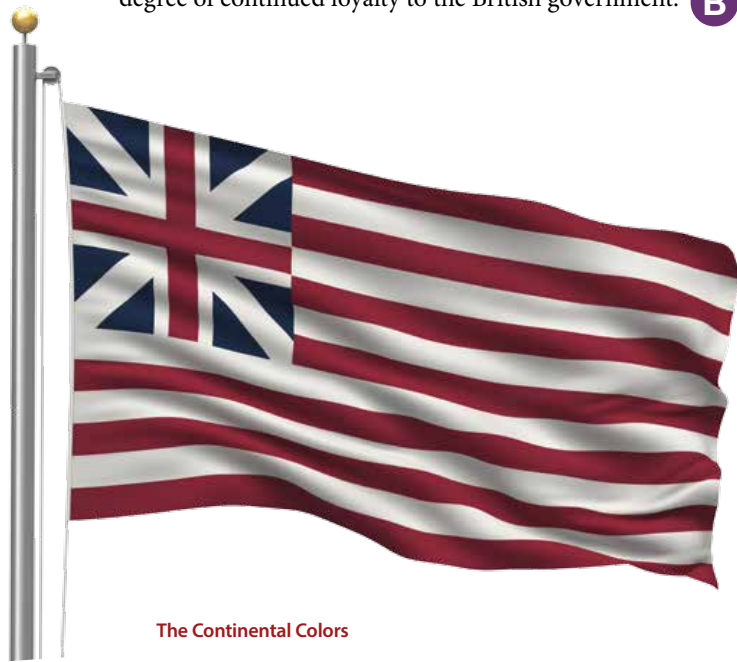 degree of continued loyalty to the British government.
B
The Continental Colors